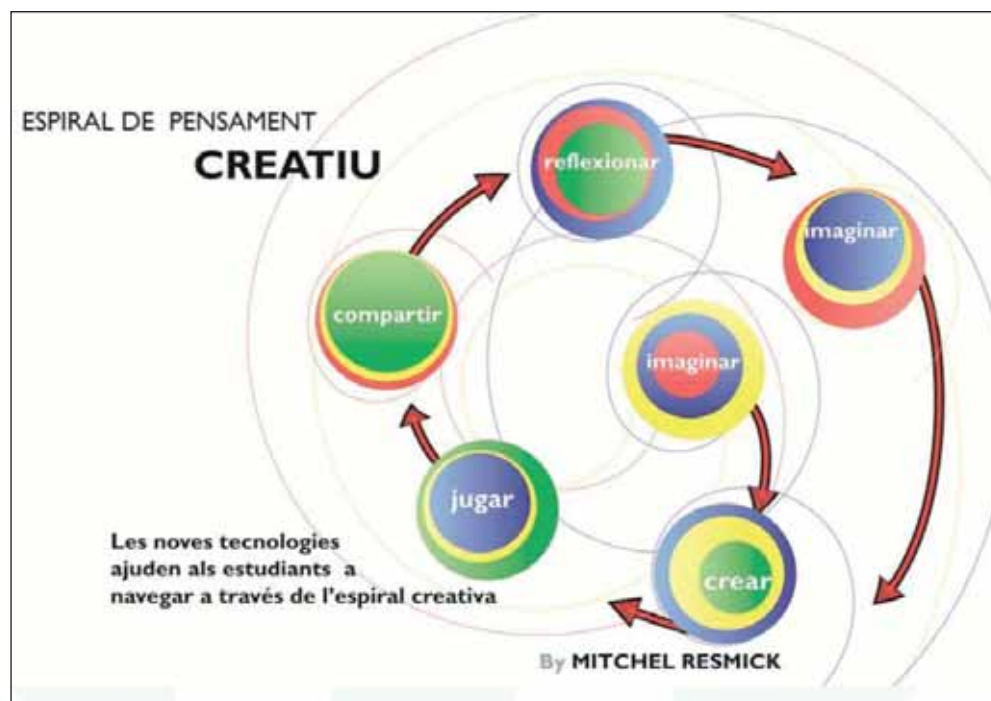 ESPIRAL DE PENSAMENT
CREATIU
reflexionar
imaginar
compartir
imaginar
jugar
crear
Les noves tecnologies
ajuden als estudiants a
navegar a través de l'espiral creativa
By MITCHEL RESMICK